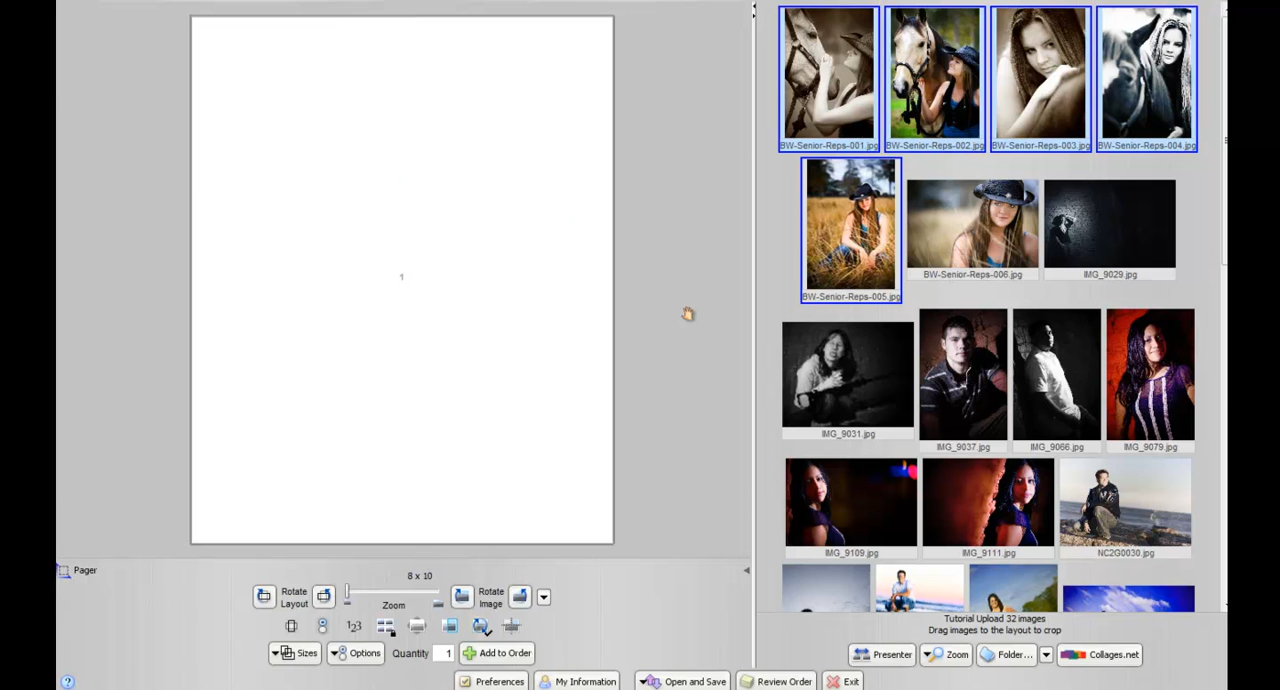 BW-Senior-Reps-001.jpg
BW-Senior-Reps-002.jpg
BW-Senior-Reps-003.jpg
BW-Senior-Reps-004.jpg
BW-Senior-Reps-005.jpg
BW-Senior-Reps-006.jpg
IMG_9029.jpg
1
IMG_9031.jpg
IMG_9037.jpg
IMG_9066.jpg
IMG_9079.jpg
IMG_9109.jpg
IMG_9111.jpg
NC2G0030.jpg
Pager
8 x 10
Rotate
Layout
Zoom
Rotate
Image
123
Sizes
Options
Quantity
1
Add to Order
Tutorial Upload 32 images
Drag images to the layout to crop
Presenter
Zoom
Folder...
Collages.net
?
Preferences
My Information
Open and Save
Review Order
Exit